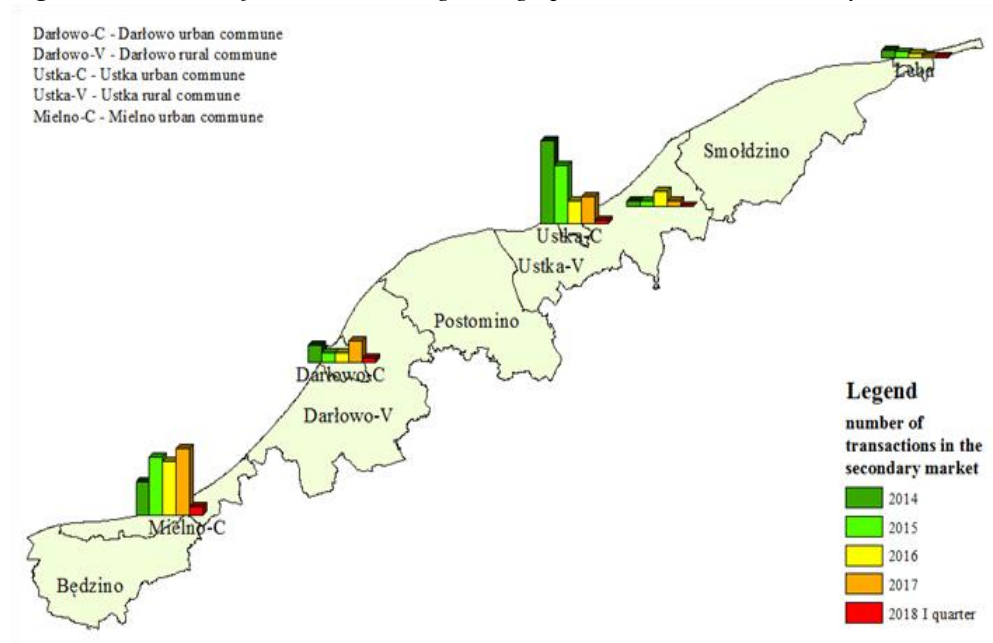 Darłowo-C - Darłowo urban commune
Darłowo-V - Darłowo rural commune
Ustka-C - Ustka urban commune
Ustka-V - Ustka rural commune
Mielno-C - Mielno urban commune
Łeba
Smołdzino
Ustka-C
Ustka-V
Postomino
Darłowo-C
Darłowo-V
Mielno-C
Będzino
Legend
number of
transactions in the
secondary market
2014
2015
2016
2017
2018 I quarter